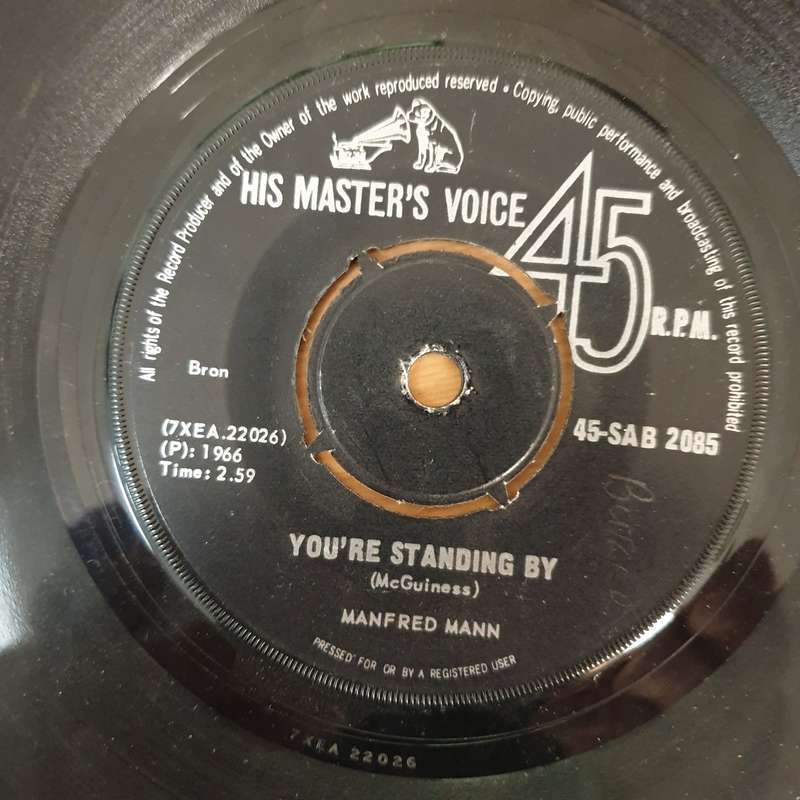 All rights of the Record Producer and of the Owner of the work reproduced reserved • Copying, public performance and broadcasting of this record prohibited
HIS MASTER'S VOICE
45
R.P.M.
Bron
(7XEA.22026)
(P): 1966
Time: 2.59
45-SAB 2085
YOU'RE STANDING BY
(McGuiness)
MANFRED MANN
PRESSED FOR OR BY A REGISTERED USER
7XEA 22026